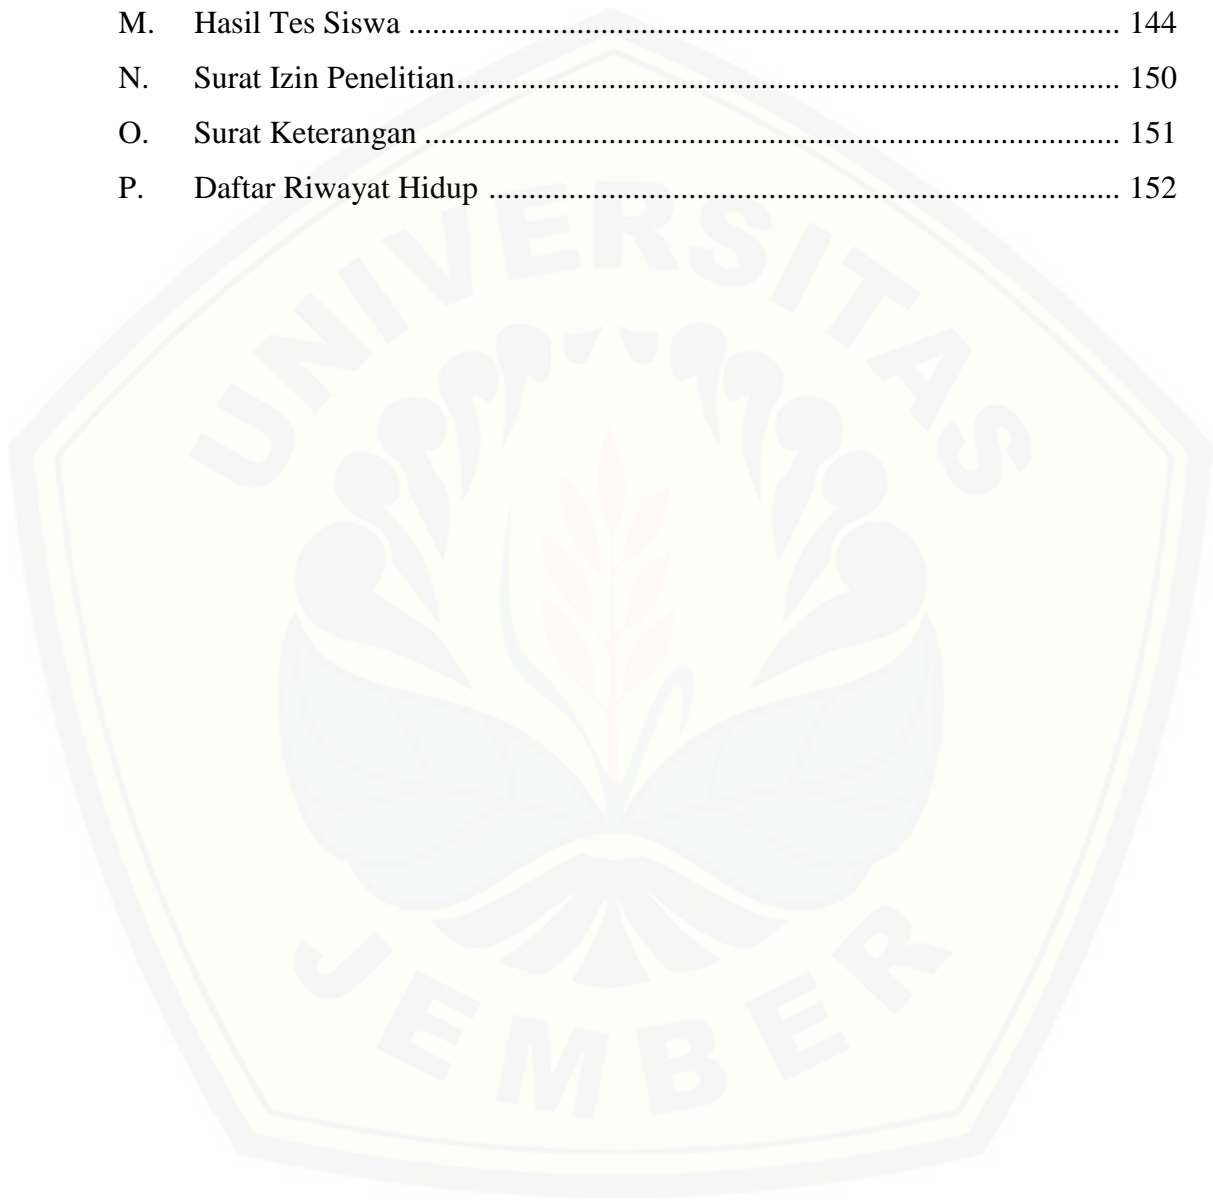 M. Hasil Tes Siswa ........................................................................................ 144
N. Surat Izin Penelitian.................................................................................. 150
O. Surat Keterangan ...................................................................................... 151
P. Daftar Riwayat Hidup .............................................................................. 152
UNIVERSITAS
JEMBER